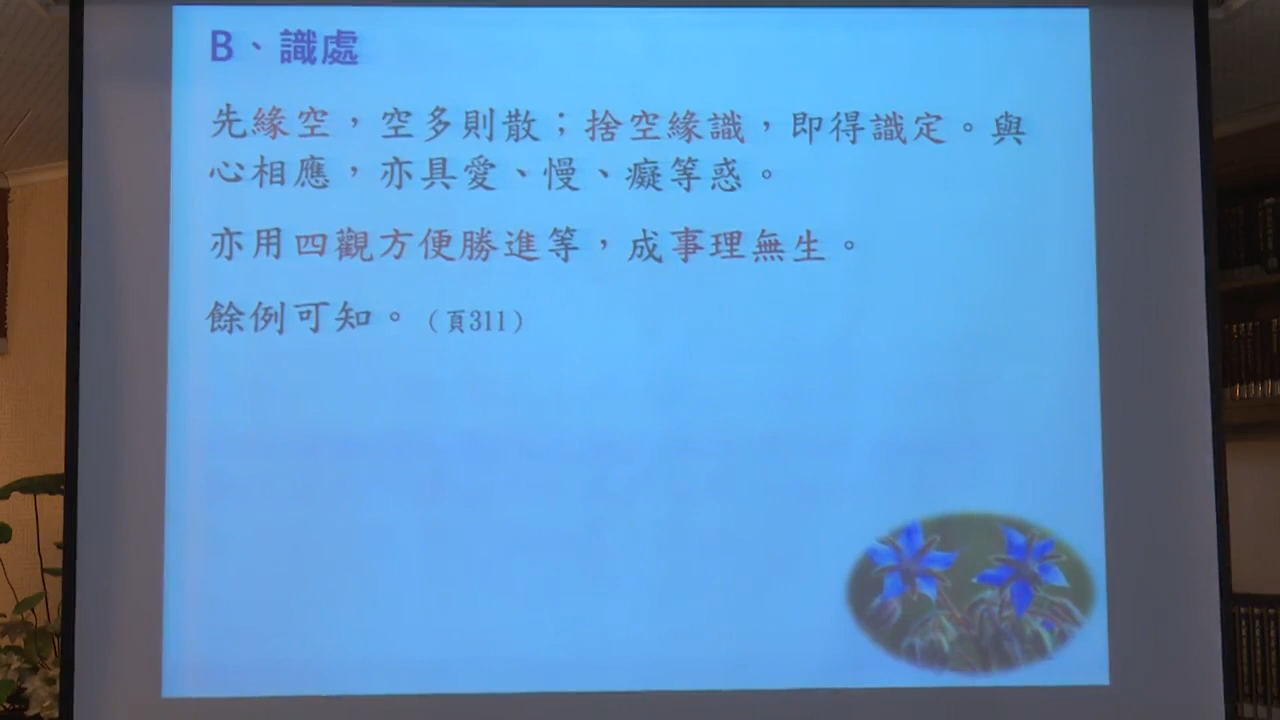 B、識處
先緣空，空多則散；捨空緣識，即得識定。與
心相應，亦具愛、慢、癡等惑。
亦用四觀方便勝進等，成事理無生。
餘例可知。（頁311）